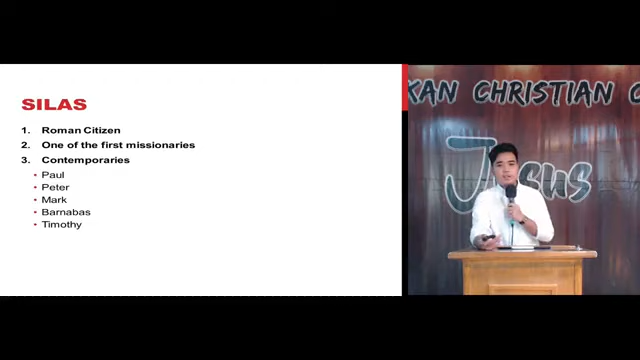 SILAS
1. Roman Citizen
2. One of the first missionaries
3. Contemporaries
• Paul
• Peter
• Mark
• Barnabas
• Timothy
KAN CHRISTIAN C
Jesus